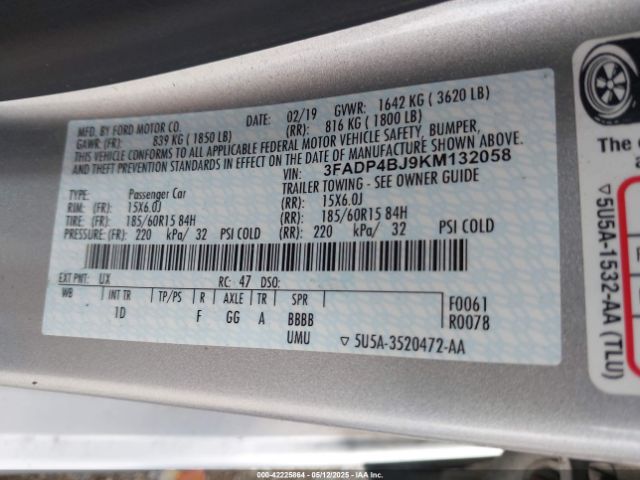 MFD. BY FORD MOTOR CO.
DATE: 02/19 GVWR: 1642 KG ( 3620 LB)
GAWR: (FR): 839 KG ( 1850 LB) (RR): 816 KG ( 1800 LB)
THIS VEHICLE CONFORMS TO ALL APPLICABLE FEDERAL MOTOR VEHICLE SAFETY, BUMPER,
AND THEFT PREVENTION STANDARDS IN EFFECT ON THE DATE OF MANUFACTURE SHOWN ABOVE.
VIN: 3FADP4BJ9KM132058
TYPE: Passenger Car TRAILER TOWING - SEE OWNER GUIDE
RIM: (FR): 15X6.0J (RR): 15X6.0J
TIRE: (FR): 185/60R15 84H (RR): 185/60R15 84H
PRESSURE: (FR): 220 kPa/ 32 PSI COLD (RR): 220 kPa/ 32 PSI COLD
EXT PNT: UX RC: 47 DSO:
WB INT TR TP/PS R AXLE TR SPR
1D F GG A BBBB
UMU
F0061
R0078
▽ 5U5A-3520472-AA
The c
▽5U5A-1532-AA (TLU)
000-42225864 - 05/12/2025 - IAA Inc.